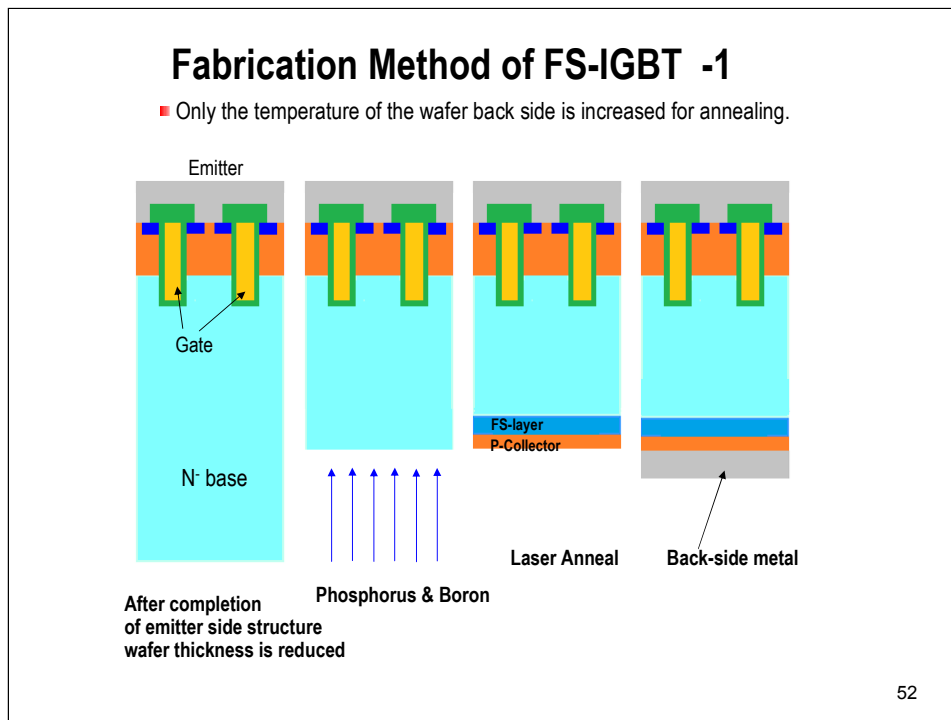 Fabrication Method of FS-IGBT -1
Only the temperature of the wafer back side is increased for annealing.
Emitter
Gate
N- base
FS-layer
P-Collector
Laser Anneal
Back-side metal
Phosphorus & Boron
After completion
of emitter side structure
wafer thickness is reduced
52